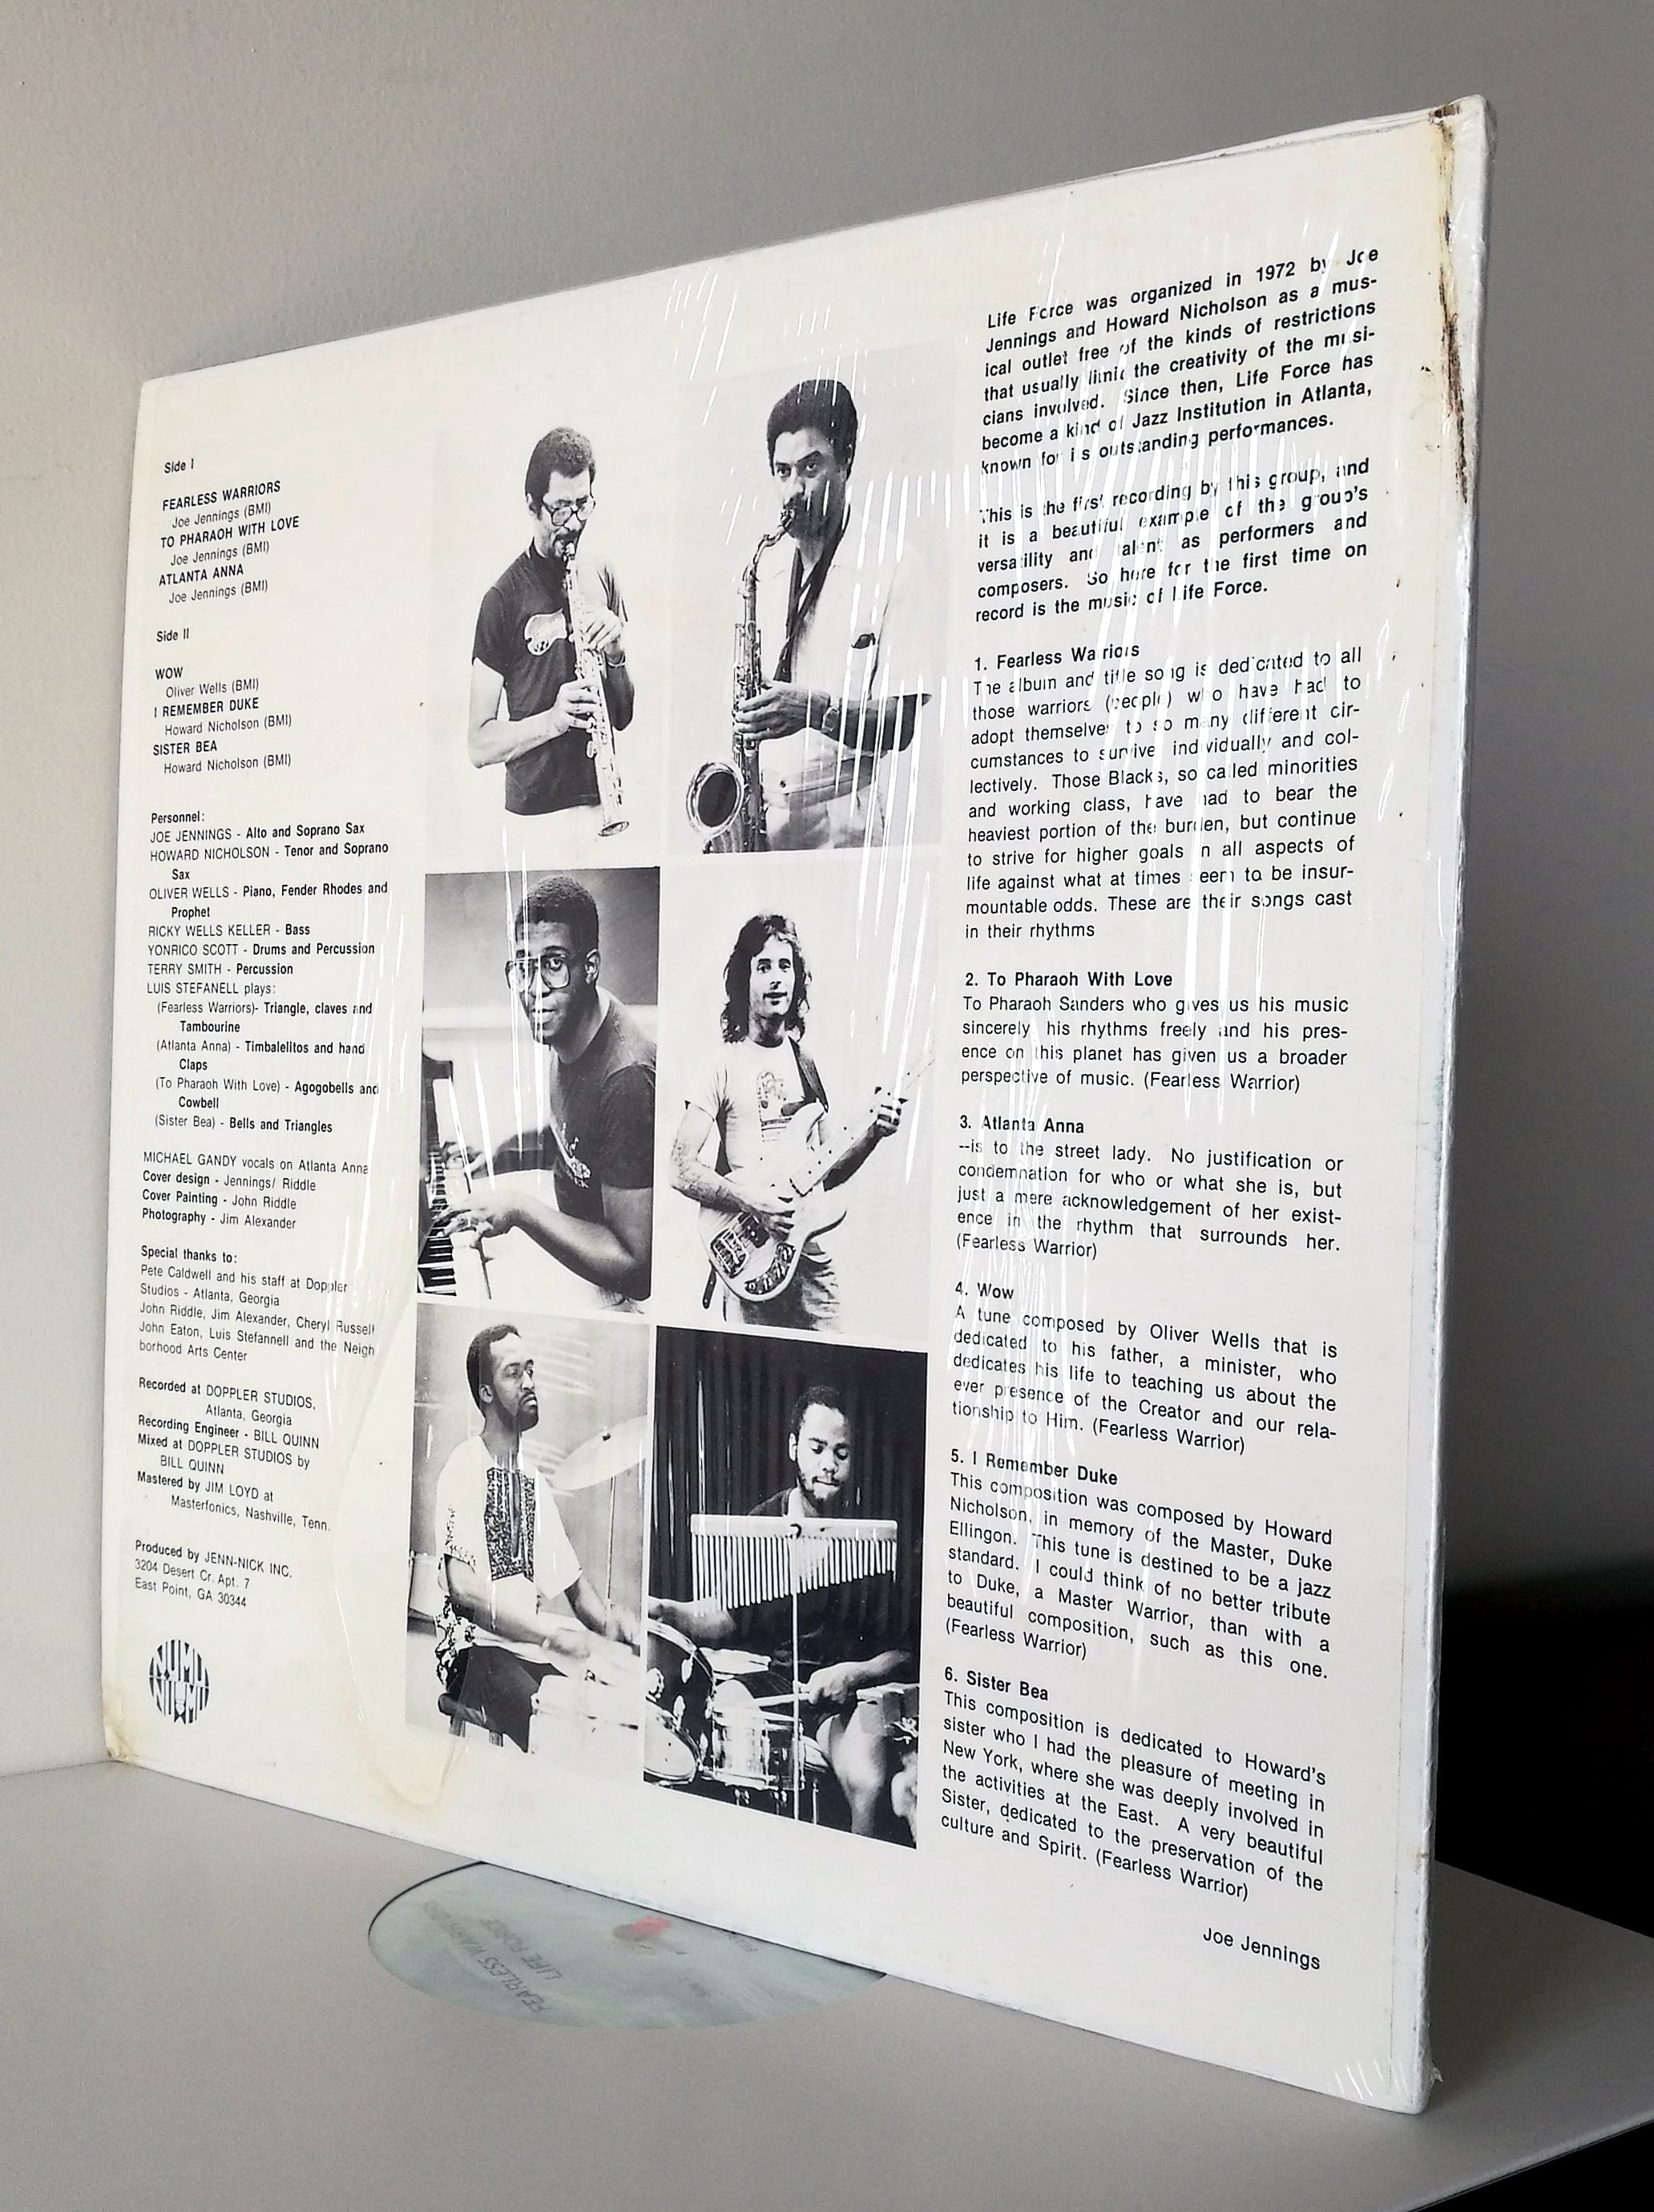 Side I
FEARLESS WARRIORS
Joe Jennings (BMI)
TO PHARAOH WITH LOVE
Joe Jennings (BMI)
ATLANTA ANNA
Joe Jennings (BMI)
Side II
WOW
Oliver Wells (BMI)
I REMEMBER DUKE
Howard Nicholson (BMI)
SISTER BEA
Howard Nicholson (BMI)
Personnel:
JOE JENNINGS - Alto and Soprano Sax
HOWARD NICHOLSON - Tenor and Soprano
Sax
OLIVER WELLS - Piano, Fender Rhodes and
Prophet
RICKY WELLS KELLER - Bass
YONRICO SCOTT - Drums and Percussion
TERRY SMITH - Percussion
LUIS STEFANELL plays:
(Fearless Warriors)- Triangle, claves and
Tambourine
(Atlanta Anna) - Timbalelitos and hand
Claps
(To Pharaoh With Love) - Agogobells and
Cowbell
(Sister Bea) - Bells and Triangles
MICHAEL GANDY vocals on Atlanta Anna
Cover design - Jennings/ Riddle
Cover Painting - John Riddle
Photography - Jim Alexander
Special thanks to:
Pete Caldwell and his staff at Doppler
Studios - Atlanta, Georgia
John Riddle, Jim Alexander, Cheryl Russell
John Eaton, Luis Stefannell and the Neigh
borhood Arts Center
Recorded at DOPPLER STUDIOS,
Atlanta, Georgia
Recording Engineer - BILL QUINN
Mixed at DOPPLER STUDIOS by
BILL QUINN
Mastered by JIM LOYD at
Masterfonics, Nashville, Tenn.
Produced by JENN-NICK INC.
3204 Desert Cr. Apt. 7
East Point, GA 30344
NUMU
NUMU
Life Force was organized in 1972 by Joe
Jennings and Howard Nicholson as a mus-
ical outlet free of the kinds of restrictions
that usually limit the creativity of the musi-
cians involved. Since then, Life Force has
become a kind of Jazz Institution in Atlanta,
known for its outstanding performances.
This is the first recording by this group, and
it is a beautiful example of the group's
versatility and talent as performers and
composers. So here for the first time on
record is the music of Life Force.
1. Fearless Warriors
The album and title song is dedicated to all
those warriors (people) who have had to
adopt themselves to so many different cir-
cumstances to survive individually and col-
lectively. Those Blacks, so called minorities
and working class, have had to bear the
heaviest portion of the burden, but continue
to strive for higher goals in all aspects of
life against what at times seem to be insur-
mountable odds. These are their songs cast
in their rhythms
2. To Pharaoh With Love
To Pharaoh Sanders who gives us his music
sincerely his rhythms freely and his pres-
ence on this planet has given us a broader
perspective of music. (Fearless Warrior)
3. Atlanta Anna
--is to the street lady. No justification or
condemnation for who or what she is, but
just a mere acknowledgement of her exist-
ence in the rhythm that surrounds her.
(Fearless Warrior)
4. Wow
A tune composed by Oliver Wells that is
dedicated to his father, a minister, who
dedicates his life to teaching us about the
ever presence of the Creator and our rela-
tionship to Him. (Fearless Warrior)
5. I Remember Duke
This composition was composed by Howard
Nicholson, in memory of the Master, Duke
Ellingon. This tune is destined to be a jazz
standard. I could think of no better tribute
to Duke, a Master Warrior, than with a
beautiful composition, such as this one.
(Fearless Warrior)
6. Sister Bea
This composition is dedicated to Howard's
sister who I had the pleasure of meeting in
New York, where she was deeply involved in
the activities at the East. A very beautiful
Sister, dedicated to the preservation of the
culture and Spirit. (Fearless Warrior)
Joe Jennings
FEARLESS WARRIORS
LIFE FORCE